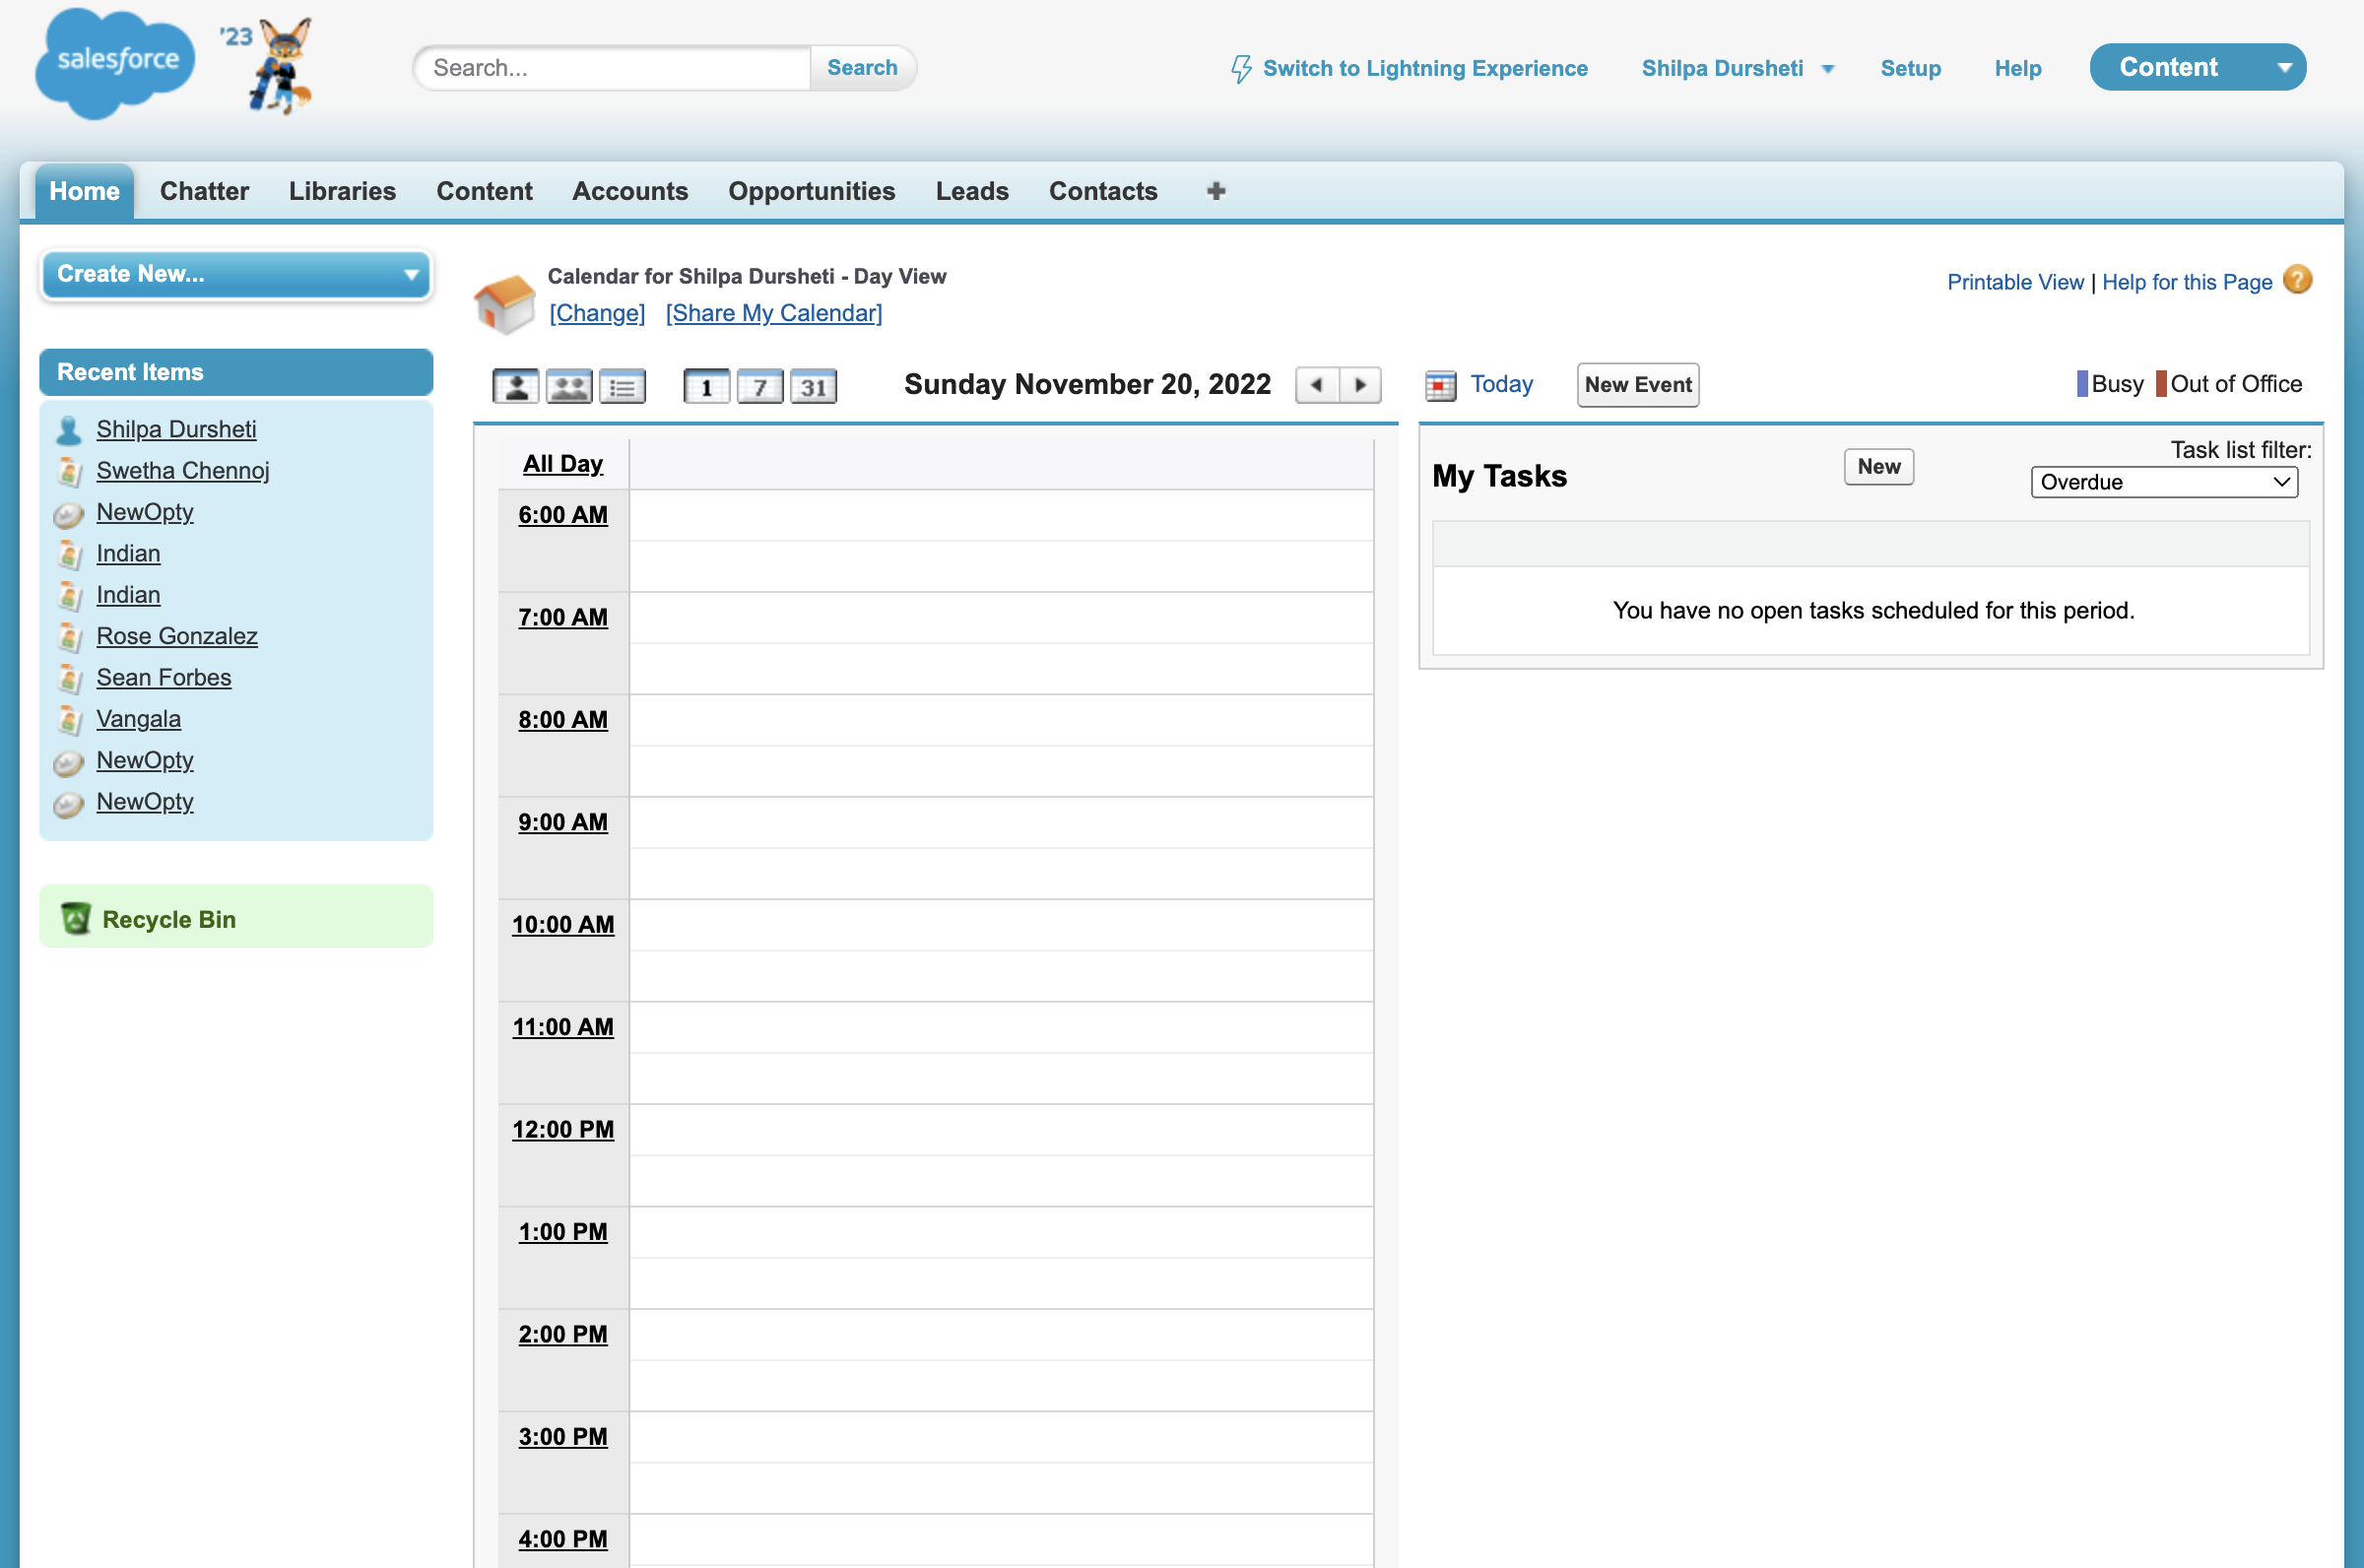 salesforce
'23
Search...
Search
Switch to Lightning Experience
Shilpa Dursheti
Setup
Help
Content
Home
Chatter
Libraries
Content
Accounts
Opportunities
Leads
Contacts
Create New...
Recent Items
Shilpa Dursheti
Swetha Chennoj
NewOpty
Indian
Indian
Rose Gonzalez
Sean Forbes
Vangala
NewOpty
NewOpty
Recycle Bin
Calendar for Shilpa Dursheti - Day View
[Change] [Share My Calendar]
Printable View | Help for this Page ?
1 7 31
Sunday November 20, 2022
Today
New Event
Busy Out of Office
All Day
6:00 AM
7:00 AM
8:00 AM
9:00 AM
10:00 AM
11:00 AM
12:00 PM
1:00 PM
2:00 PM
3:00 PM
4:00 PM
My Tasks
New
Task list filter:
Overdue
You have no open tasks scheduled for this period.